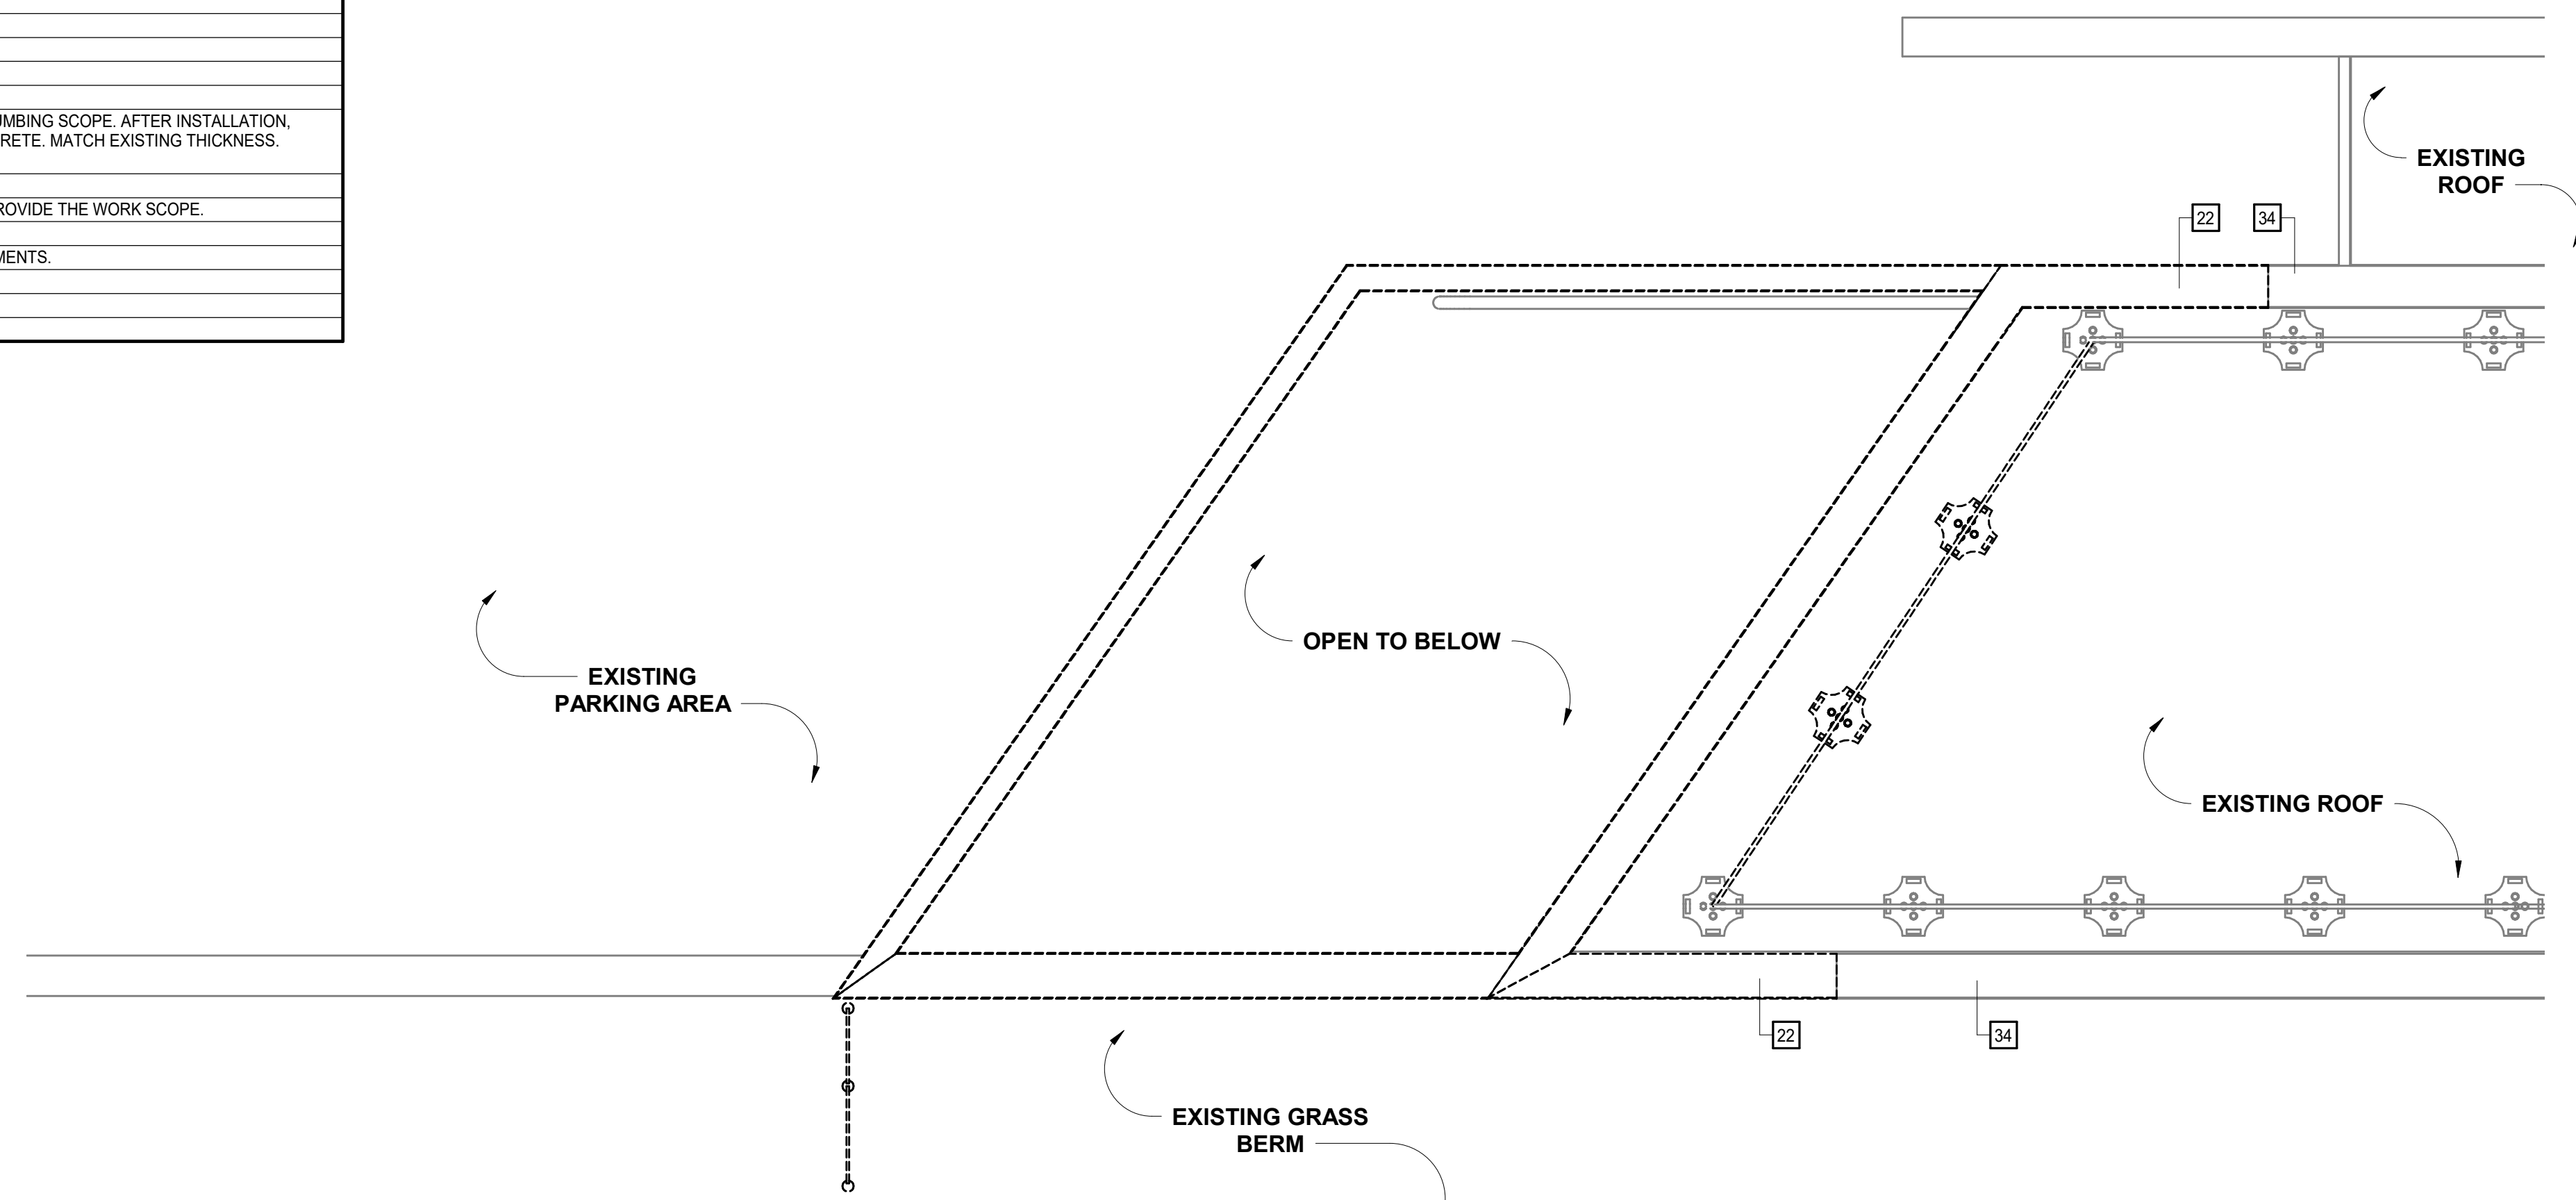 UMBING SCOPE. AFTER INSTALLATION,
RETE. MATCH EXISTING THICKNESS.
ROVIDE THE WORK SCOPE.
MENTS.
EXISTING
ROOF
22
34
OPEN TO BELOW
EXISTING
PARKING AREA
EXISTING ROOF
22
34
EXISTING GRASS
BERM